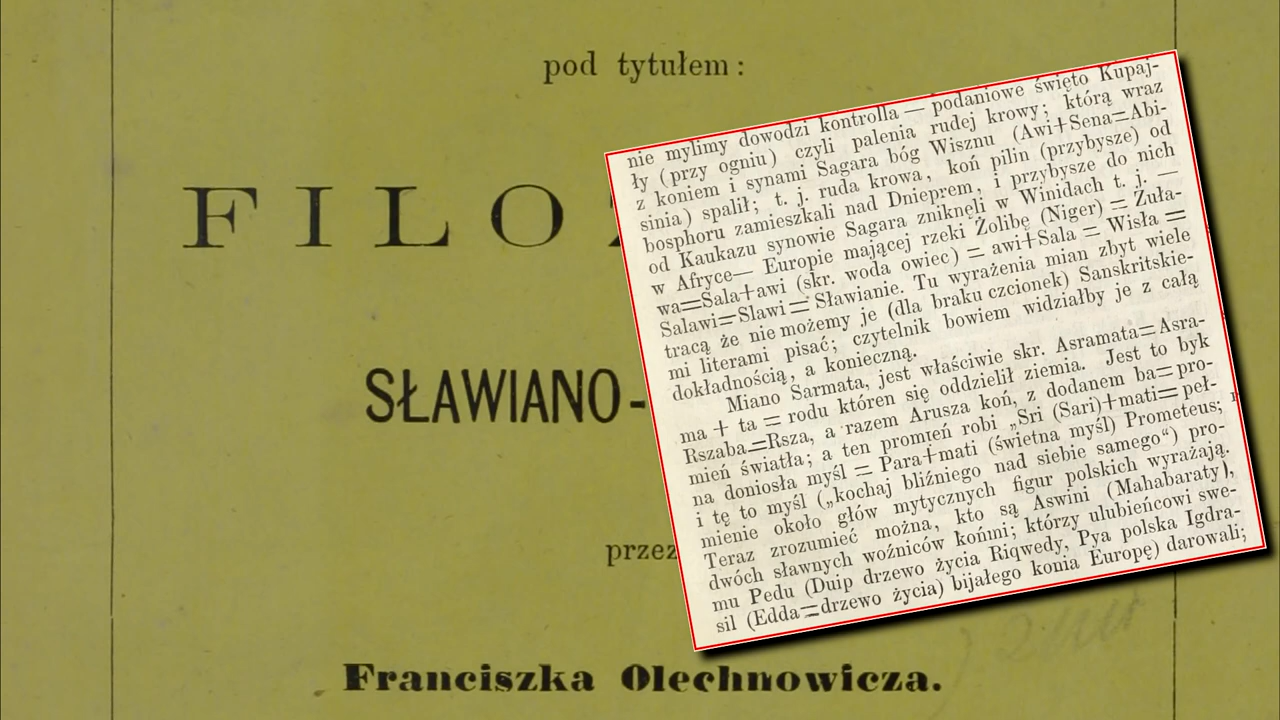 pod tytułem:
FILO
SŁAWIANO-
przez
Franciszka Olechnowicza.
nie mylimy dowodzi kontrolla — podaniowe święto Kupaj-
ły (przy ogniu) czyli palenia rudej krowy; którą wraz
z koniem i synami Sagara bóg Wisznu (Awi+Sena=Abi-
sinia) spalił; t. j. ruda krowa, koń pilin (przybysze) od
bosphoru zamieszkali nad Dnieprem, i przybysze do nich
od Kaukazu synowie Sagara zniknęli w Winidach t. j. —
w Afryce— Europie mającej rzeki Żolibę (Niger) = Żuła-
wa=Sala+awi (skr. woda owiec) = awi+Sala = Wisła =
Salawi=Slawi=Sławianie. Tu wyrażenia mian zbyt wiele
tracą że nie możemy je (dla braku czcionek) Sanskritskie-
mi literami pisać; czytelnik bowiem widziałby je z całą
dokładnością, a konieczną.
Miano Sarmata, jest właściwie skr. Asramata=Asra-
ma + ta = rodu któren się oddzielił ziemia. Jest to byk
Rszaba=Rsza, a razem Arusza koń, z dodanem ba=pro-
mień światła; a ten promień robi „Sri (Sari)+mati= peł-
na doniosła myśl = Para+mati (świetna myśl) Prometeus;
i tę to myśl („kochaj bliźniego nad siebie samego“) pro-
mienie około głów mytycznych figur polskich wyrażają.
Teraz zrozumieć można, kto są Aswini (Mahabaraty),
dwóch sławnych woźniców końmi; którzy ulubieńcowi swe-
mu Pedu (Duip drzewo życia Riqwedy, Pya polska Igdra-
sil (Edda=drzewo życia) bijałego konia Europę) darowali;